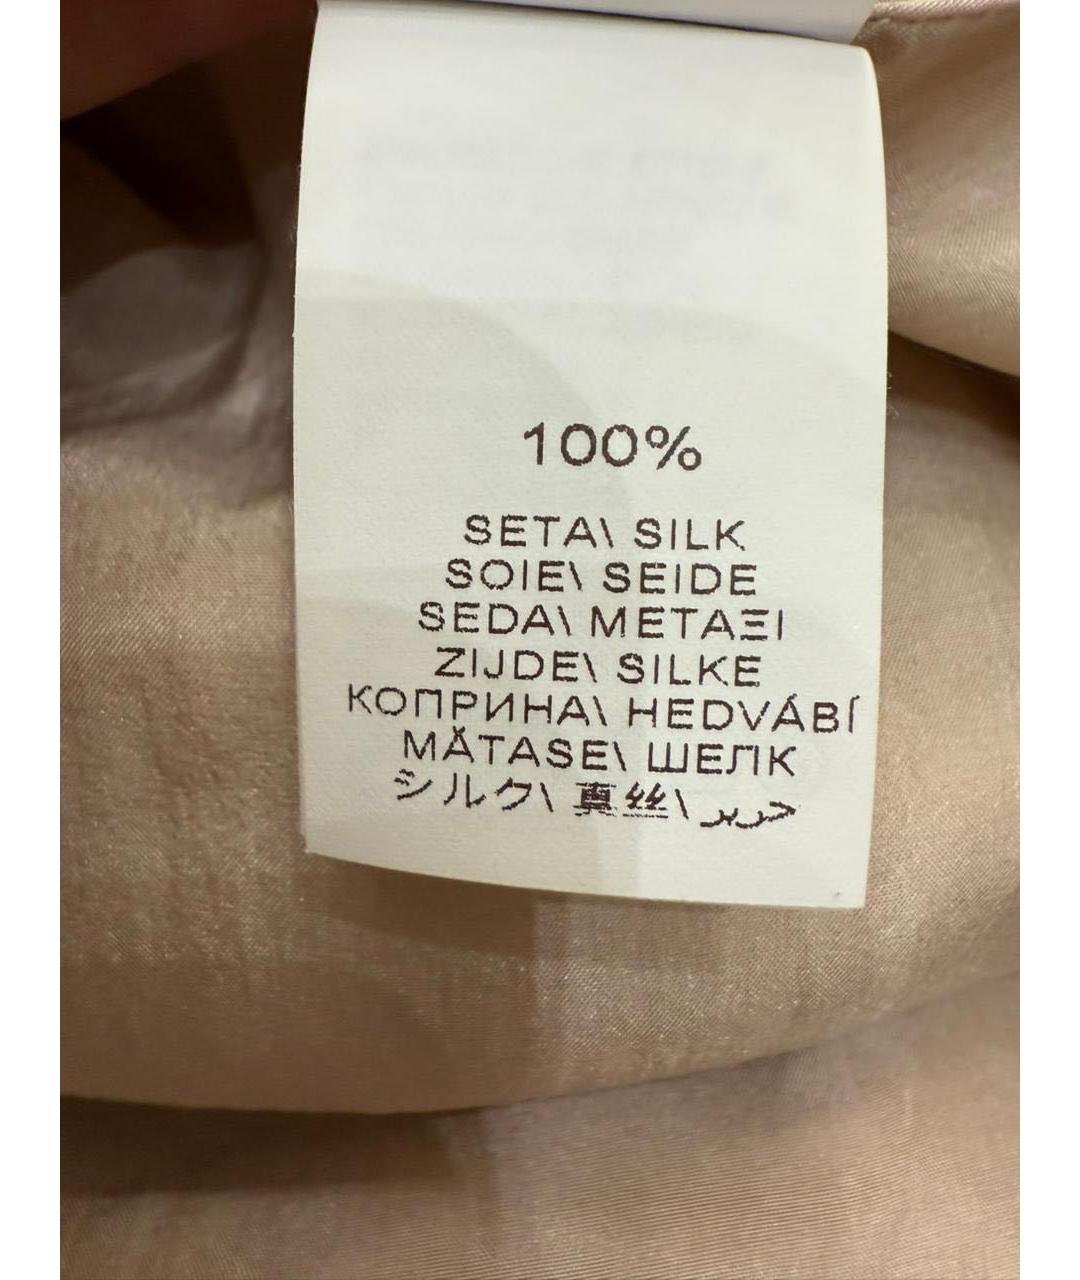 100%
SETA\ SILK
SOIE\ SEIDE
SEDA\ ΜΕΤΑΞΙ
ZIJDE\ SILKE
КОПРИНА\ HEDVÁBÍ
MĂTASE\ ШЕЛК
シルク\ 真丝\ حرير